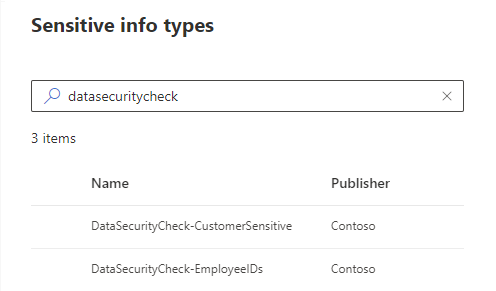 Sensitive info types
datasecuritycheck
3 items
Name Publisher
DataSecurityCheck-CustomerSensitive Contoso
DataSecurityCheck-EmployeeIDs Contoso